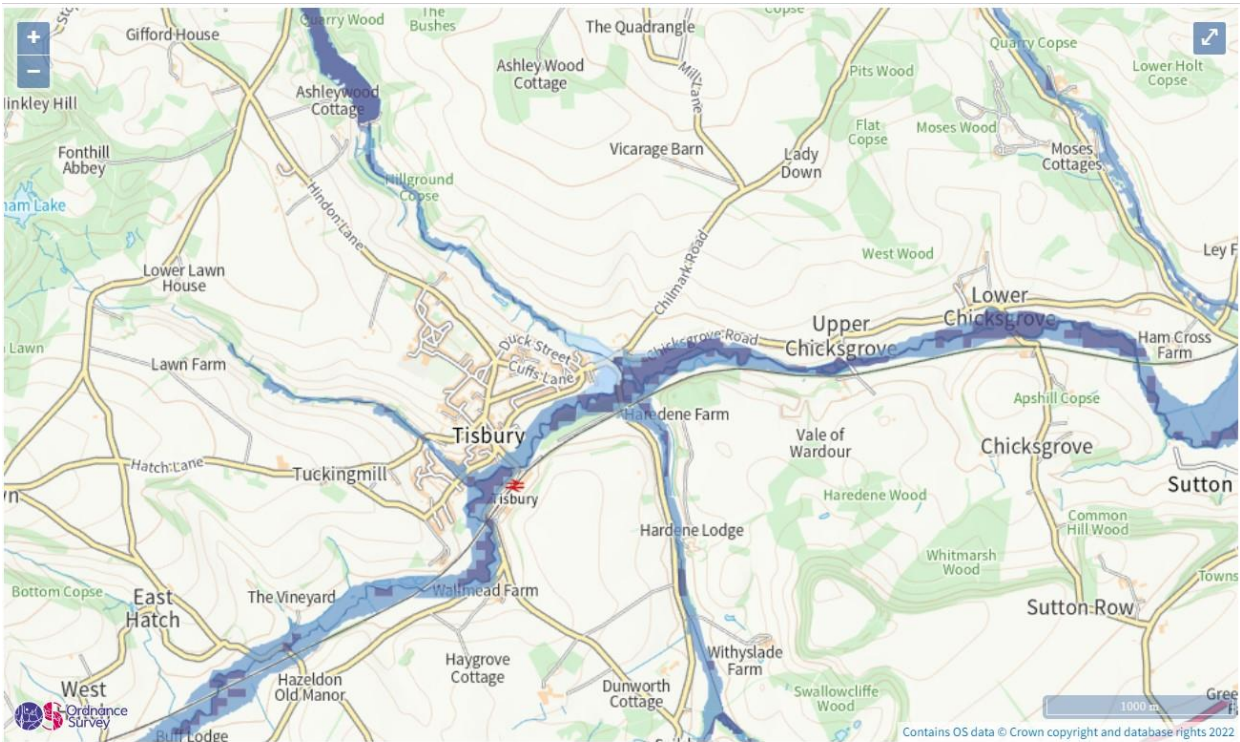 Quarry Wood
The
Bushes
Copse
Gifford House
The Quadrangle
Quarry Copse
+
−
Ashley Wood
Cottage
Mill Lane
Pits Wood
Lower Holt
Copse
Ashleywood
Cottage
Hinkley Hill
Flat
Copse
Moses Wood
Fonthill
Abbey
Vicarage Barn
Lady
Down
Moses
Cottages
Hillground
Copse
ham Lake
Hindon Lane
Chilmark Road
West Wood
Ley F
Lower Lawn
House
Lower
Chicksgrove
Upper
Chicksgrove
Chicksgrove Road
Ham Cross
Farm
Lawn
Lawn Farm
Duck Street
Cuffs Lane
Apshill Copse
Haredene Farm
Tisbury
Vale of
Wardour
Chicksgrove
Hatch Lane
Tuckingmill
Sutton
wn
Tisbury
Haredene Wood
Hardene Lodge
Common
Hill Wood
Whitmarsh
Wood
Towns
Bottom Copse
East
Hatch
The Vineyard
Wallmead Farm
Sutton Row
Withyslade
Farm
Haygrove
Cottage
Hazeldon
Old Manor
Dunworth
Cottage
Swallowcliffe
Wood
West
Gree
Ordnance
Survey
1000 m
Lodge
Contains OS data © Crown copyright and database rights 2022